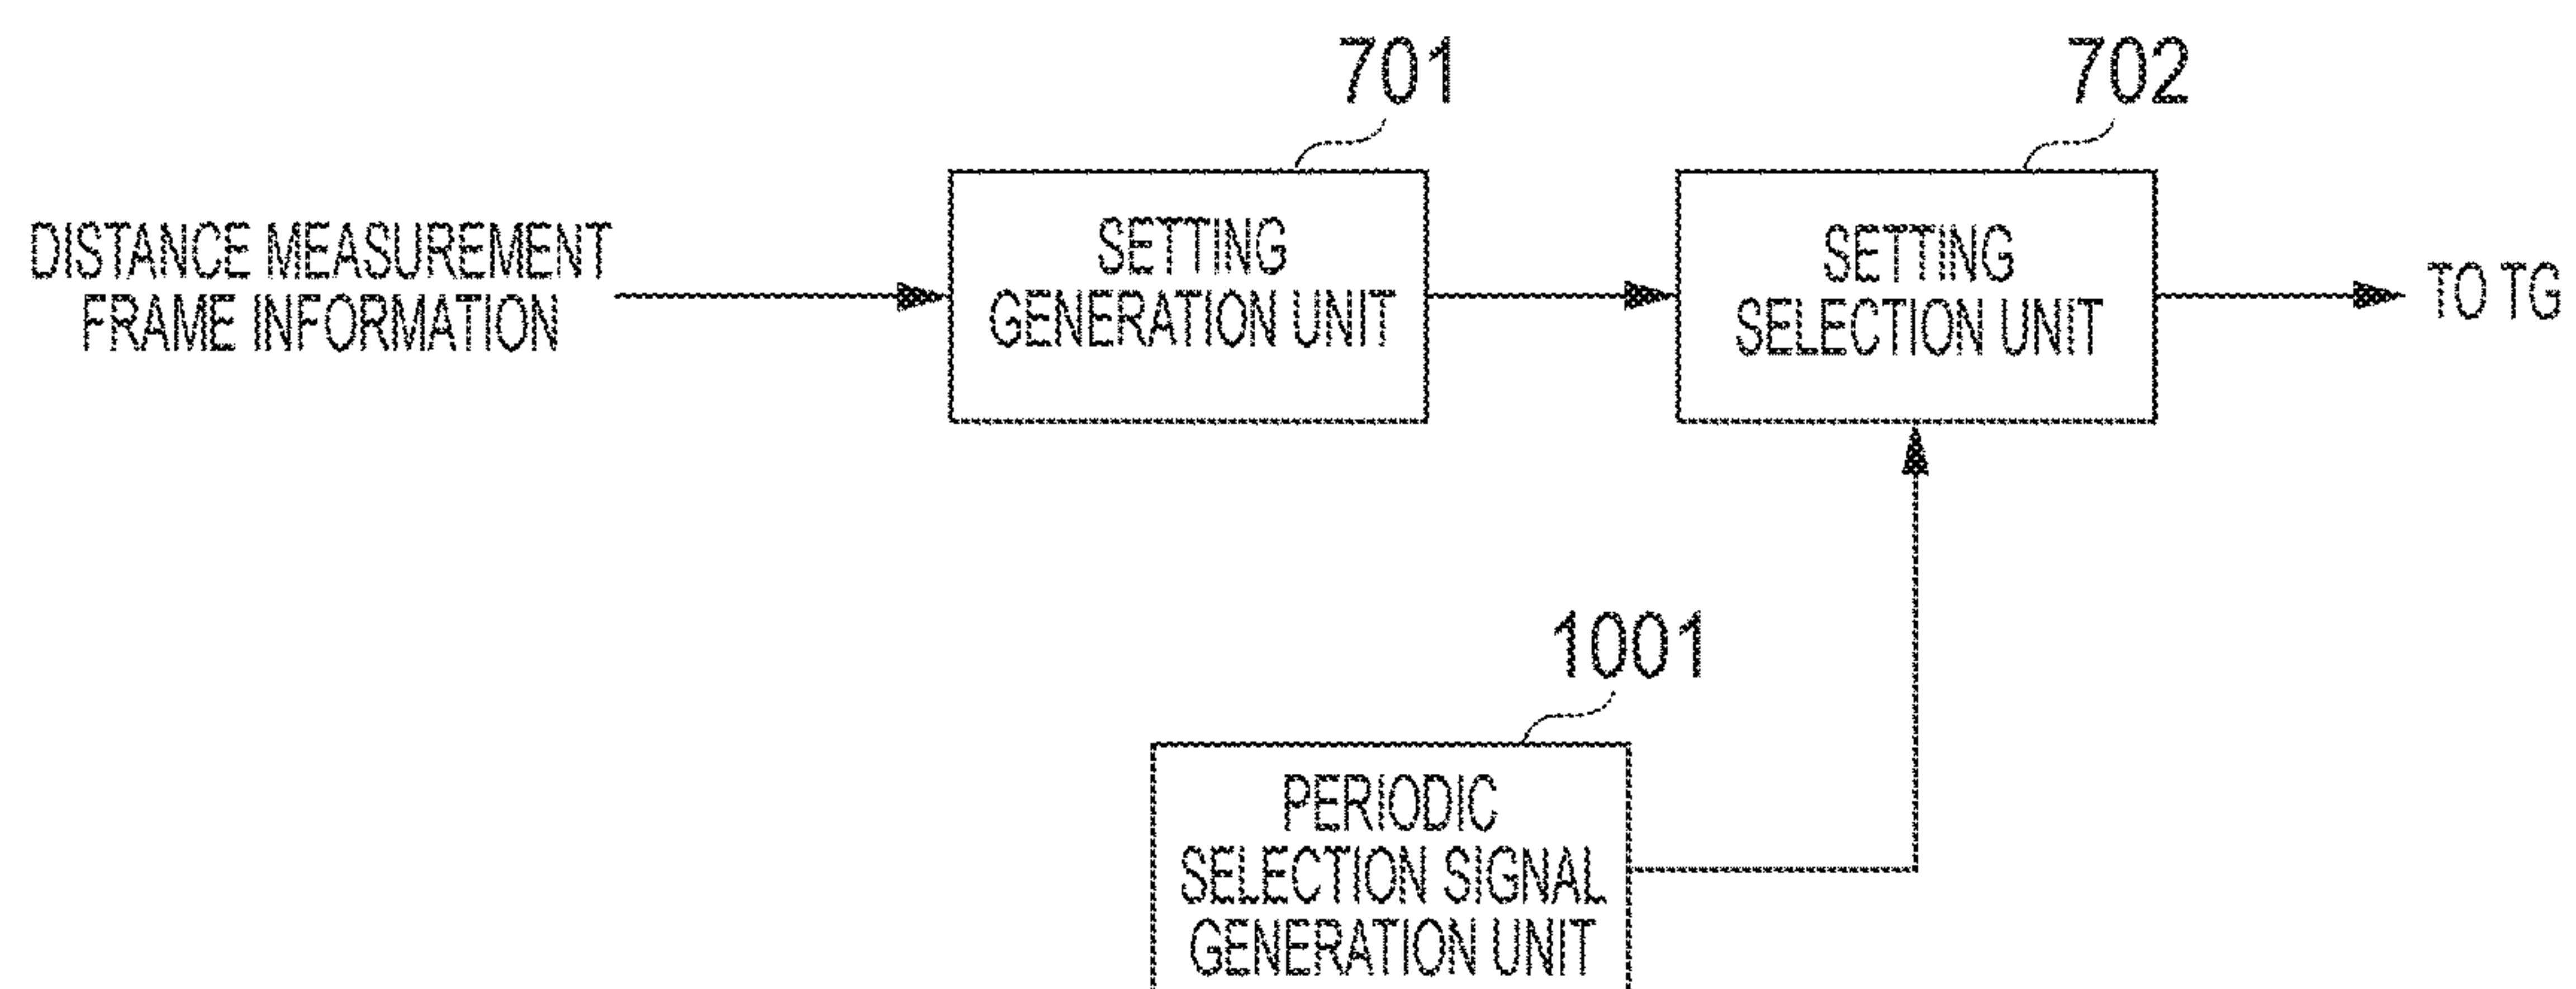 701
702
DISTANCE MEASUREMENT
FRAME INFORMATION
SETTING
GENERATION UNIT
SETTING
SELECTION UNIT
TO TG
1001
PERIODIC
SELECTION SIGNAL
GENERATION UNIT